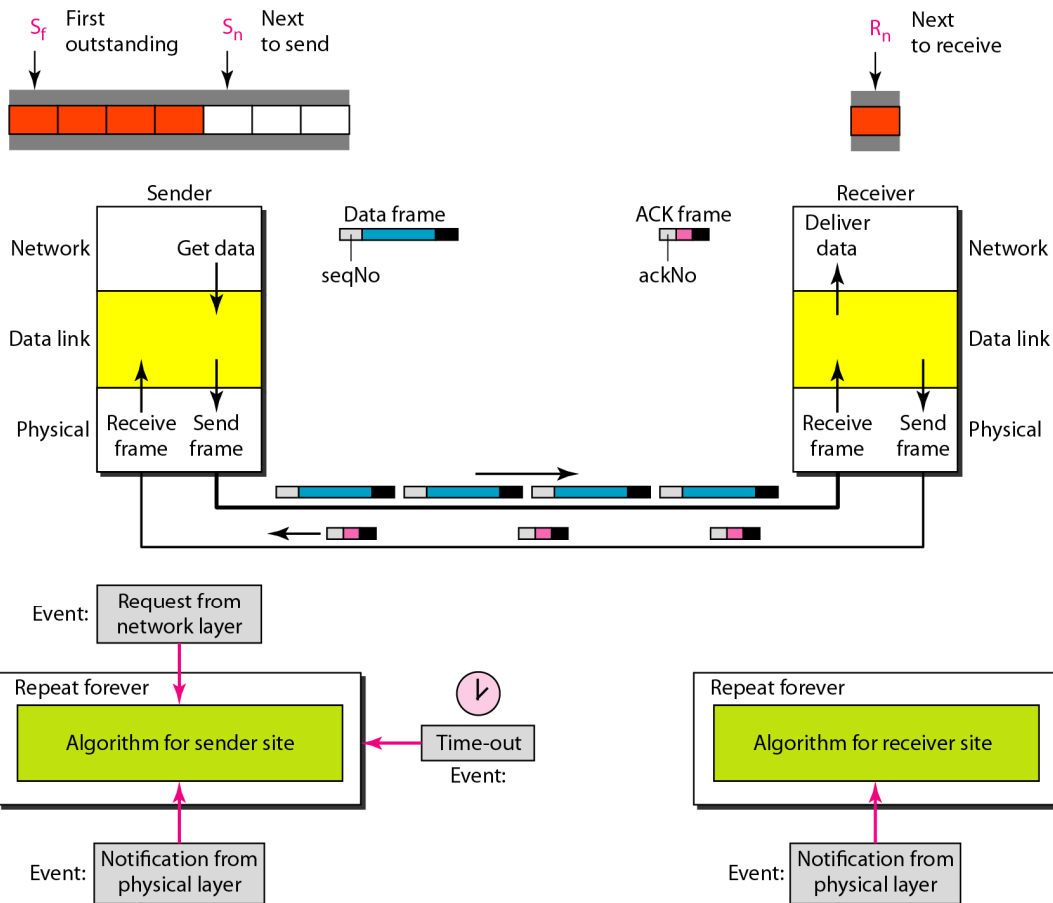 Sf First
outstanding
Sn Next
to send
Rn Next
to receive
Sender
Receiver
Network
Get data
Data frame
seqNo
ACK frame
ackNo
Deliver
data
Network
Data link
Data link
Physical
Receive
frame
Send
frame
Receive
frame
Send
frame
Physical
Event:
Request from
network layer
Repeat forever
Algorithm for sender site
Time-out
Event:
Repeat forever
Algorithm for receiver site
Event:
Notification from
physical layer
Event:
Notification from
physical layer